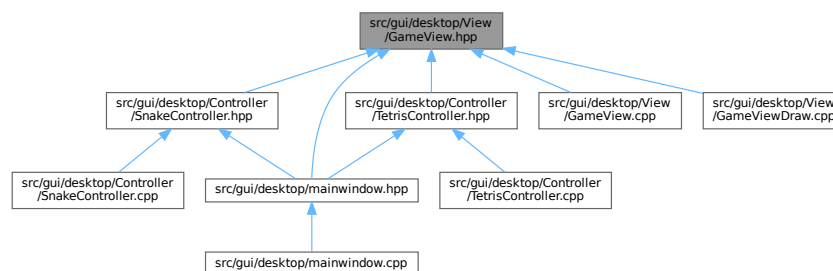 src/gui/desktop/View
/GameView.hpp
src/gui/desktop/Controller
/SnakeController.hpp
src/gui/desktop/Controller
/TetrisController.hpp
src/gui/desktop/View
/GameView.cpp
src/gui/desktop/View
/GameViewDraw.cpp
src/gui/desktop/Controller
/SnakeController.cpp
src/gui/desktop/mainwindow.hpp
src/gui/desktop/Controller
/TetrisController.cpp
src/gui/desktop/mainwindow.cpp